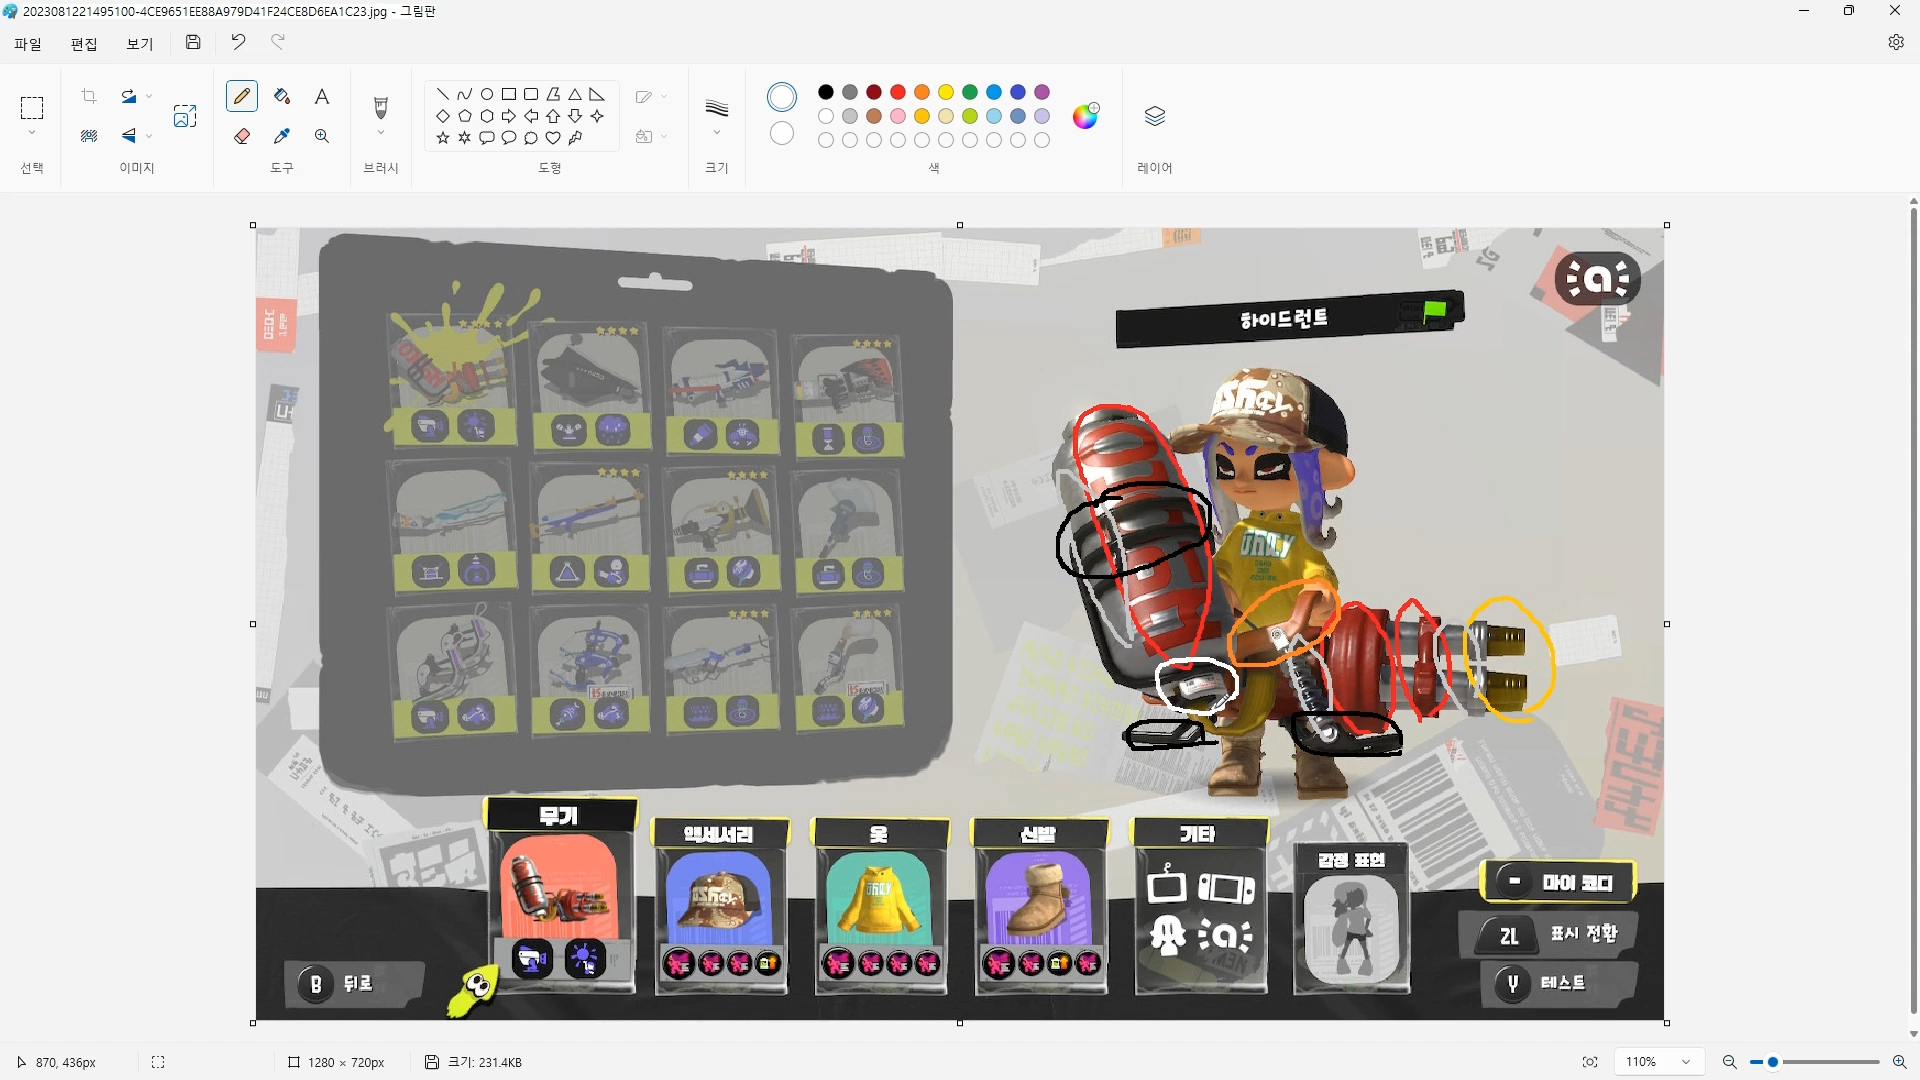 2023081221495100-4CE9651EE88A979D41F24CE8D6EA1C23.jpg - 그림판
파일 편집 보기
선택 이미지 도구 브러시 도형 크기 색 레이어
하이드런트
무기 액세서리 옷 신발 기타 감정 표현
- 마이 코디
2L 표시 전환
B 뒤로
Y 테스트
870, 436px
1280 × 720px
크기: 231.4KB
110%